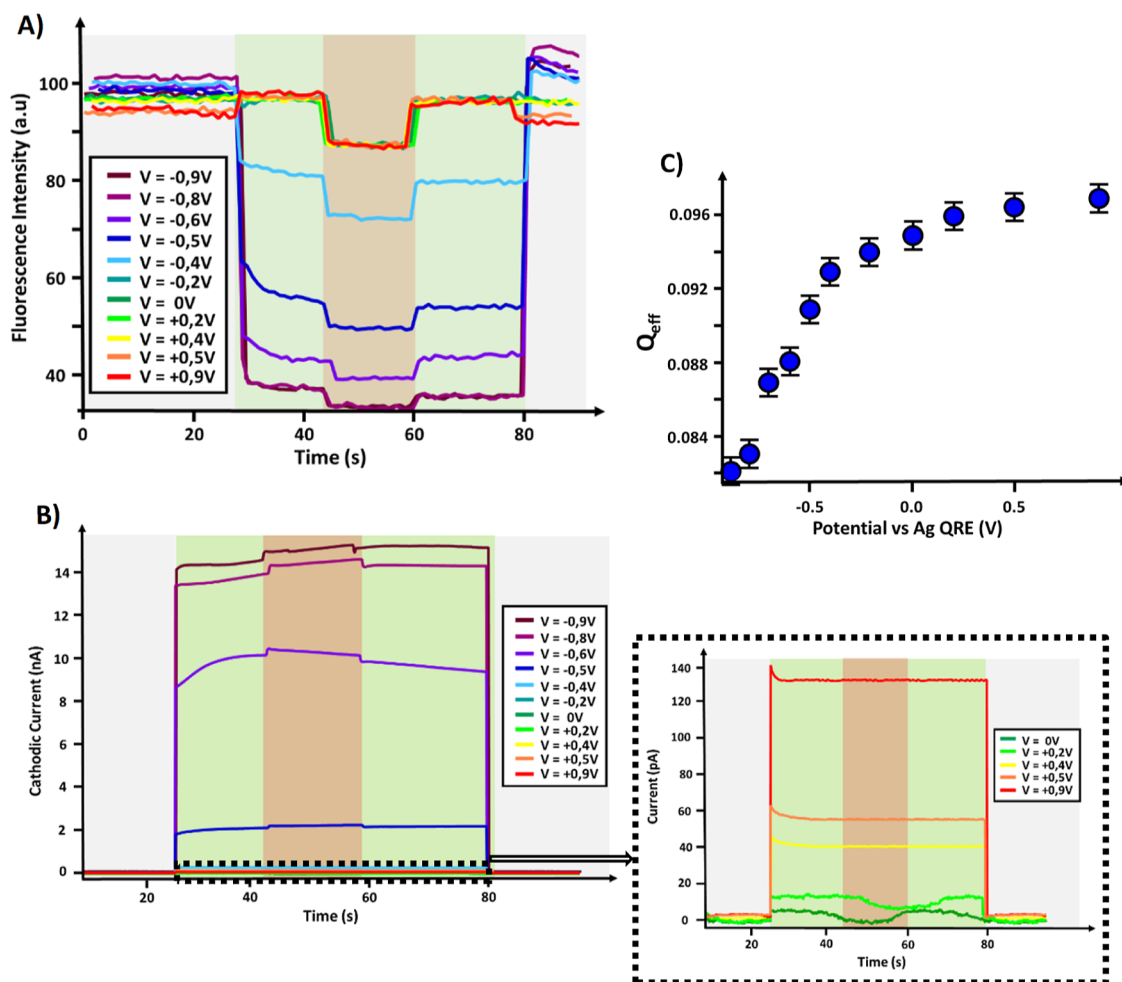 A)
Fluorescence Intensity (a.u)
100
80
60
40
V = -0,9V
V = -0,8V
V = -0,6V
V = -0,5V
V = -0,4V
V = -0,2V
V = 0V
V = +0,2V
V = +0,4V
V = +0,5V
V = +0,9V
0
20
40
60
80
Time (s)
C)
Qeff
0.096
0.092
0.088
0.084
-0.5
0.0
0.5
Potential vs Ag QRE (V)
B)
Cathodic Current (nA)
14
12
10
8
6
4
2
0
20
40
60
80
Time (s)
V = -0,9V
V = -0,8V
V = -0,6V
V = -0,5V
V = -0,4V
V = -0,2V
V = 0V
V = +0,2V
V = +0,4V
V = +0,5V
V = +0,9V
Current (pA)
140
120
100
80
60
40
20
0
V = 0V
V = +0,2V
V = +0,4V
V = +0,5V
V = +0,9V
20
40
60
80
Time (s)